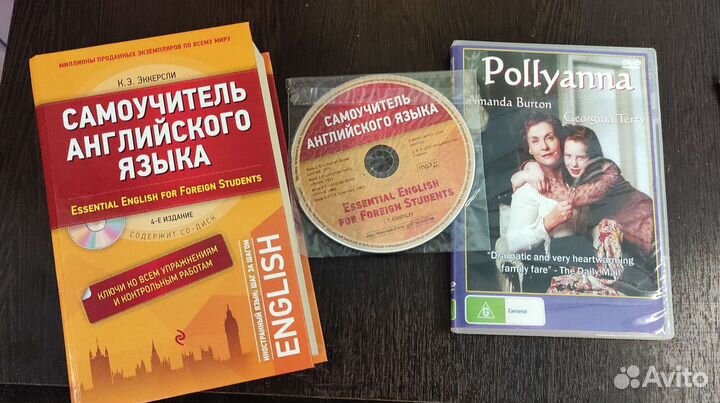 МИЛЛИОНЫ ПРОДАННЫХ ЭКЗЕМПЛЯРОВ ПО ВСЕМУ МИРУ
К. Э. ЭККЕРСЛИ
САМОУЧИТЕЛЬ
АНГЛИЙСКОГО
ЯЗЫКА
ESSENTIAL ENGLISH FOR FOREIGN STUDENTS
4-Е ИЗДАНИЕ
СОДЕРЖИТ CD-ДИСК
КЛЮЧИ КО ВСЕМ УПРАЖНЕНИЯМ
И КОНТРОЛЬНЫМ РАБОТАМ
ИНОСТРАННЫЙ ЯЗЫК: ШАГ ЗА ШАГОМ
ENGLISH
САМОУЧИТЕЛЬ
АНГЛИЙСКОГО
ЯЗЫКА
mp3
ESSENTIAL ENGLISH
FOR FOREIGN STUDENTS
C.E. ECKERSLEY
DVD
Pollyanna
Amanda Burton
Georgina Terry
"Dramatic and very heartwarming
family fare" - The Daily Mail
G
General
Avito